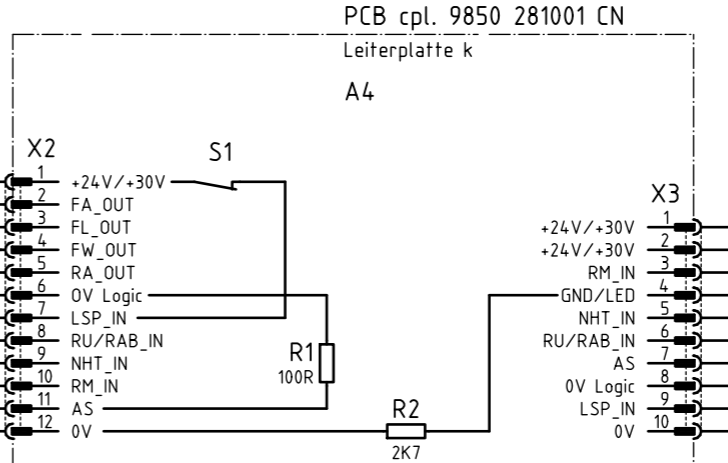 PCB cpl. 9850 281001 CN
Leiterplatte k
A4
X2
S1
1 +24V/+30V
2 FA_OUT
3 FL_OUT
4 FW_OUT
5 RA_OUT
6 0V Logic
7 LSP_IN
8 RU/RAB_IN
9 NHT_IN
10 RM_IN
11 AS
12 0V
R1
100R
R2
2K7
X3
+24V/+30V 1
+24V/+30V 2
RM_IN 3
GND/LED 4
NHT_IN 5
RU/RAB_IN 6
AS 7
0V Logic 8
LSP_IN 9
0V 10